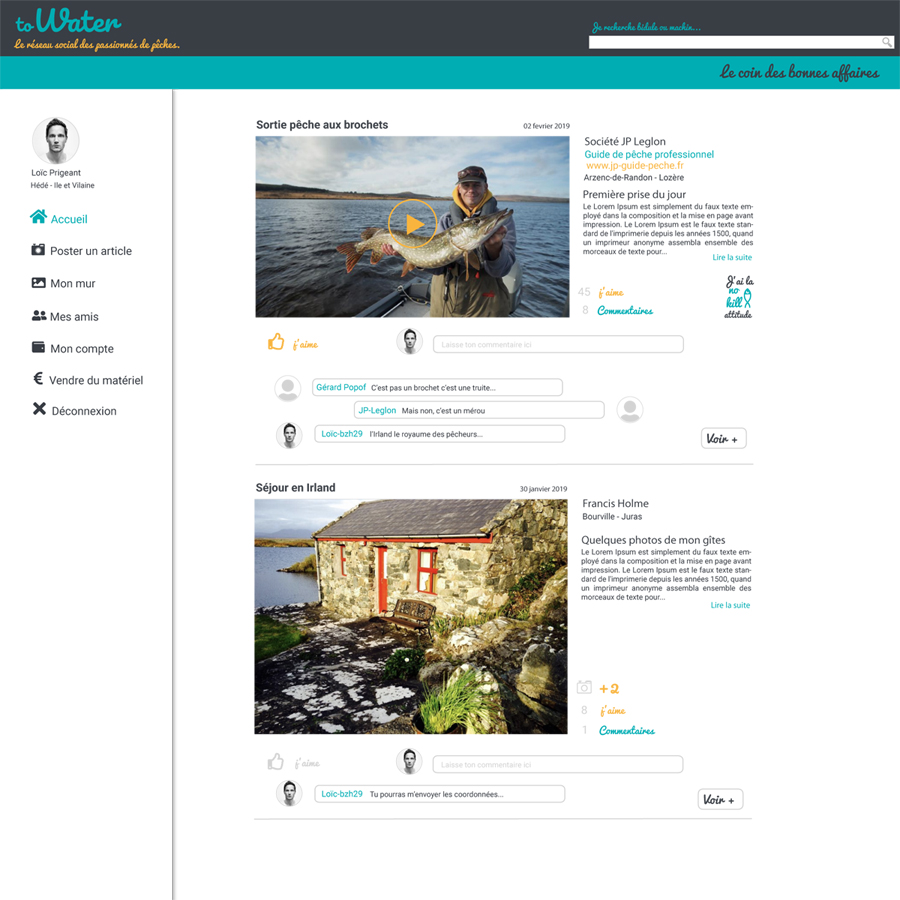 to Water
Le réseau social des passionnés de pêches.
Je recherche bidule ou machin...
Le coin des bonnes affaires
Loïc Prigeant
Hédé - Ile et Vilaine
Accueil
Poster un article
Mon mur
Mes amis
Mon compte
Vendre du matériel
Déconnexion
Sortie pêche aux brochets
02 fevrier 2019
Société JP Leglon
Guide de pêche professionnel
www.jp-guide-peche.fr
Arzenc-de-Randon - Lozère
Première prise du jour
Le Lorem Ipsum est simplement du faux texte em-
ployé dans la composition et la mise en page avant
impression. Le Lorem Ipsum est le faux texte stan-
dard de l'imprimerie depuis les années 1500, quand
un imprimeur anonyme assembla ensemble des
morceaux de texte pour...
Lire la suite
45 j'aime
8 Commentaires
J'ai la
no
kill
attitude
j'aime
Laisse ton commentaire ici
Gérard Popof C'est pas un brochet c'est une truite...
JP-Leglon Mais non, c'est un mérou
Loïc-bzh29 l'Irland le royaume des pêcheurs...
Voir +
Séjour en Irland
30 janvier 2019
Francis Holme
Bourville - Juras
Quelques photos de mon gîtes
Le Lorem Ipsum est simplement du faux texte em-
ployé dans la composition et la mise en page avant
impression. Le Lorem Ipsum est le faux texte stan-
dard de l'imprimerie depuis les années 1500, quand
un imprimeur anonyme assembla ensemble des
morceaux de texte pour...
Lire la suite
+2
8 j'aime
1 Commentaires
j'aime
Laisse ton commentaire ici
Loïc-bzh29 Tu pourras m'envoyer les coordonnées...
Voir +